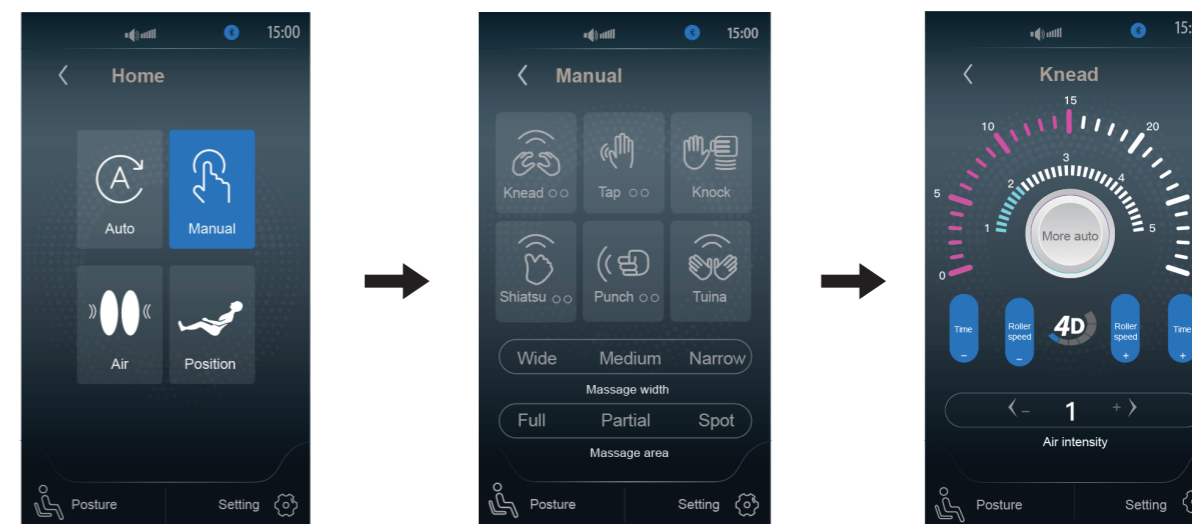 15:00
Home
A
Auto
Manual
Air
Position
Posture
Setting
15:00
Manual
Knead
Tap
Knock
Shiatsu
Punch
Tuina
Wide Medium Narrow
Massage width
Full Partial Spot
Massage area
Posture
Setting
15:
Knead
15
10
20
3
2
4
5
1
5
More auto
0
Time
–
Roller
speed
–
4D
Roller
speed
+
Time
+
– 1 +
Air intensity
Posture
Setting